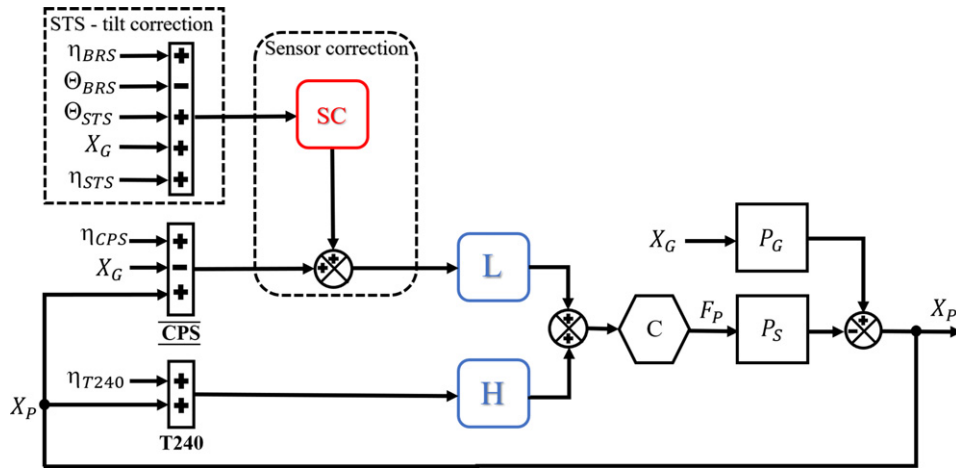 STS - tilt correction
η_BRS
Θ_BRS
Θ_STS
X_G
η_STS
Sensor correction
SC
η_CPS
X_G
CPS
L
X_G
P_G
C
F_P
P_S
X_P
η_T240
X_P
T240
H